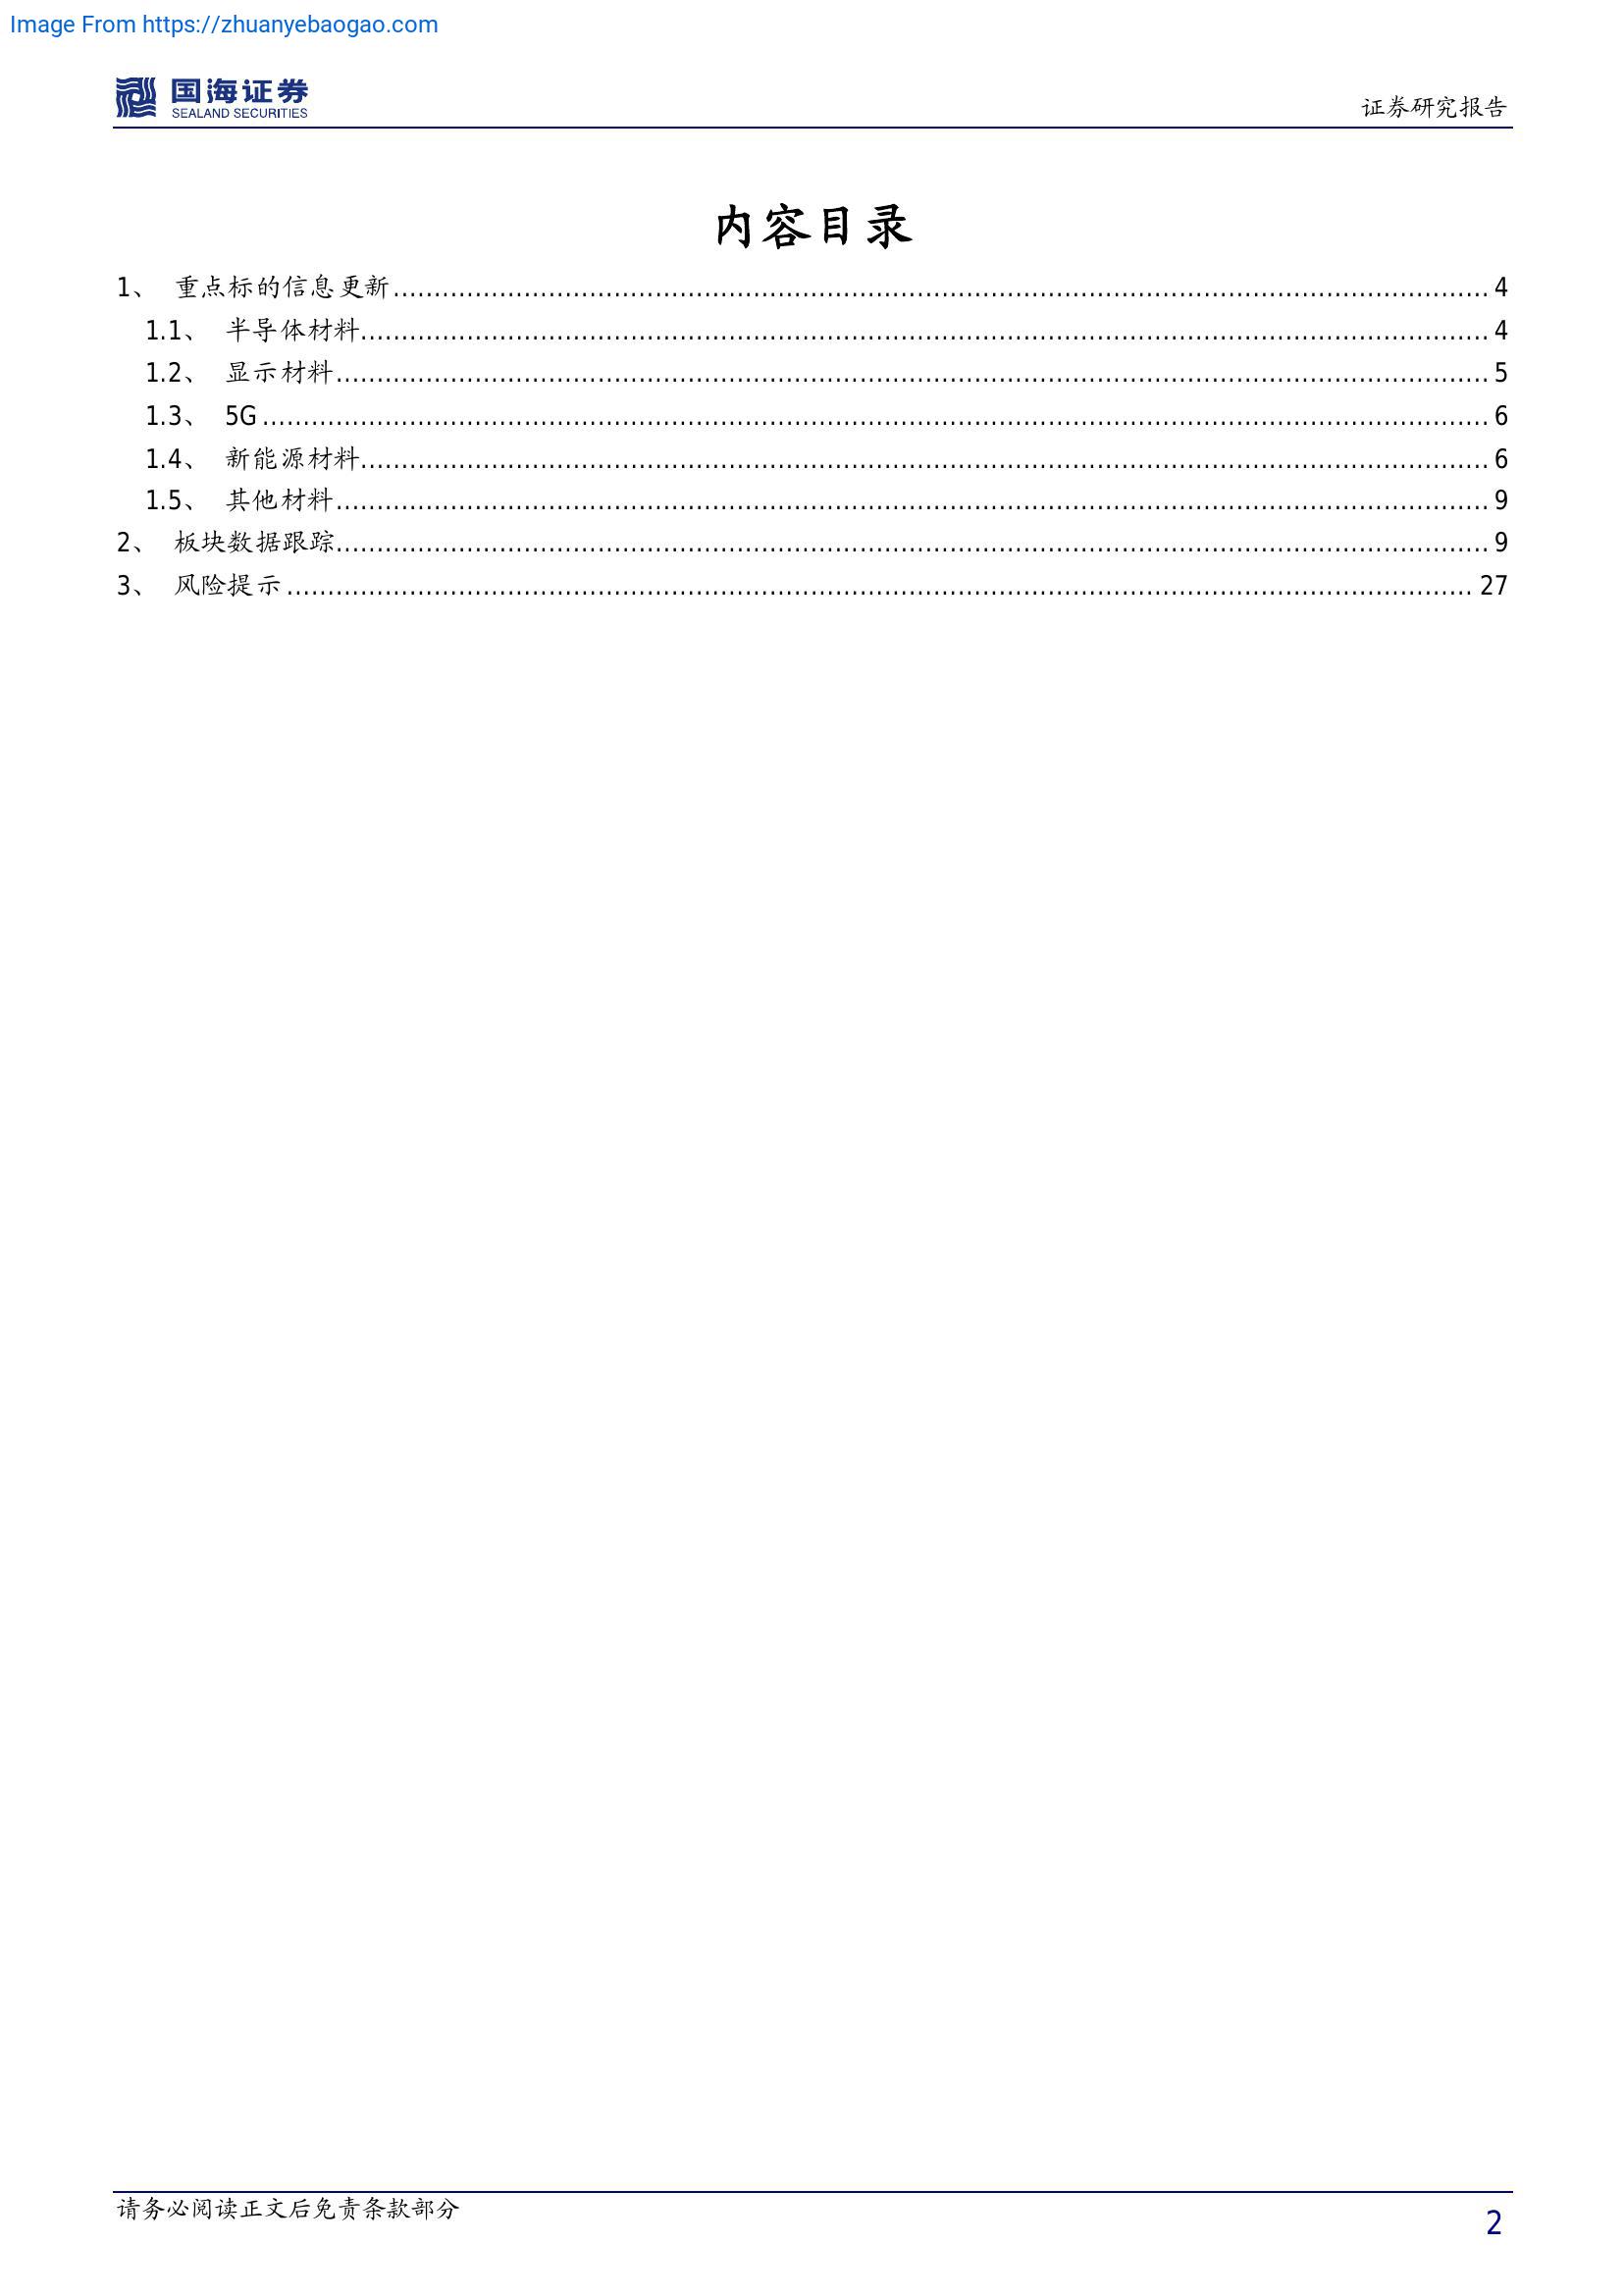 Image From https://zhuanyebaogao.com
国海证券
SEALAND SECURITIES
证券研究报告
内容目录
1、 重点标的信息更新 4
1.1、 半导体材料 4
1.2、 显示材料 5
1.3、 5G 6
1.4、 新能源材料 6
1.5、 其他材料 9
2、 板块数据跟踪 9
3、 风险提示 27
请务必阅读正文后免责条款部分
2